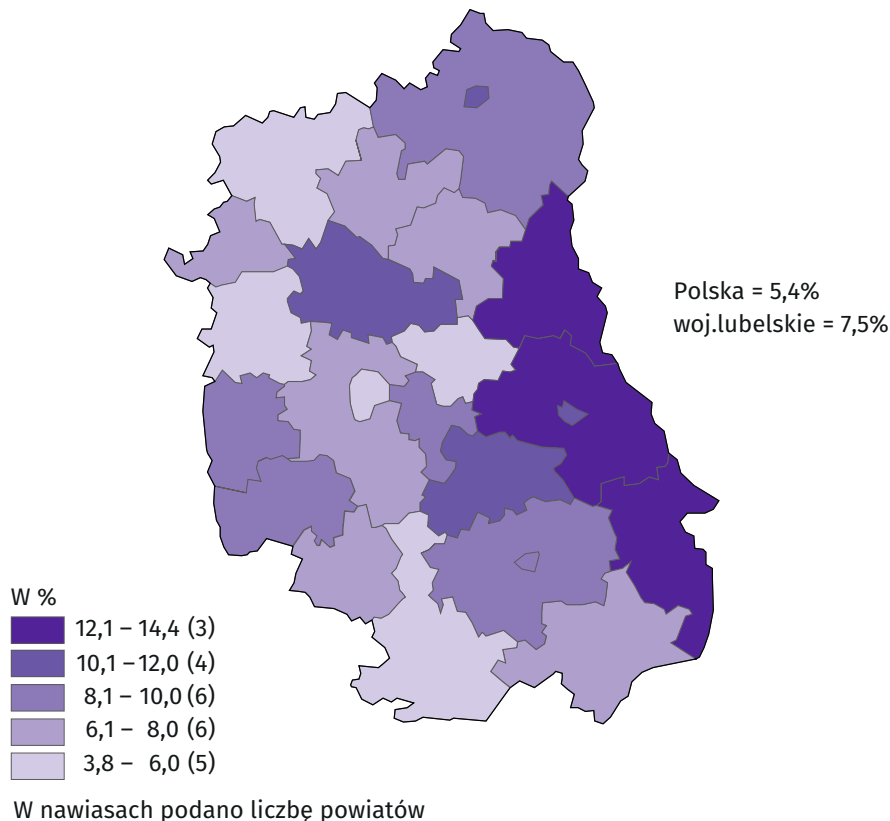 Polska = 5,4%
woj.lubelskie = 7,5%
W %
12,1 – 14,4 (3)
10,1 – 12,0 (4)
8,1 – 10,0 (6)
6,1 – 8,0 (6)
3,8 – 6,0 (5)
W nawiasach podano liczbę powiatów